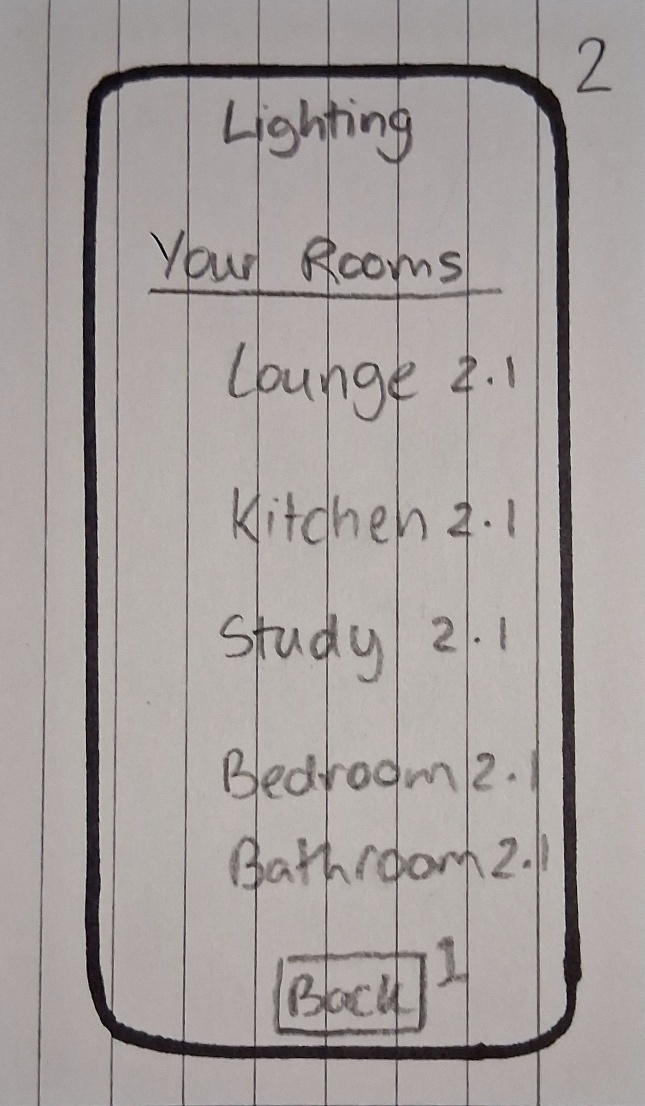 2
Lighting
Your Rooms
Lounge 2.1
Kitchen 2.1
Study 2.1
Bedroom 2.1
Bathroom 2.1
Back 1